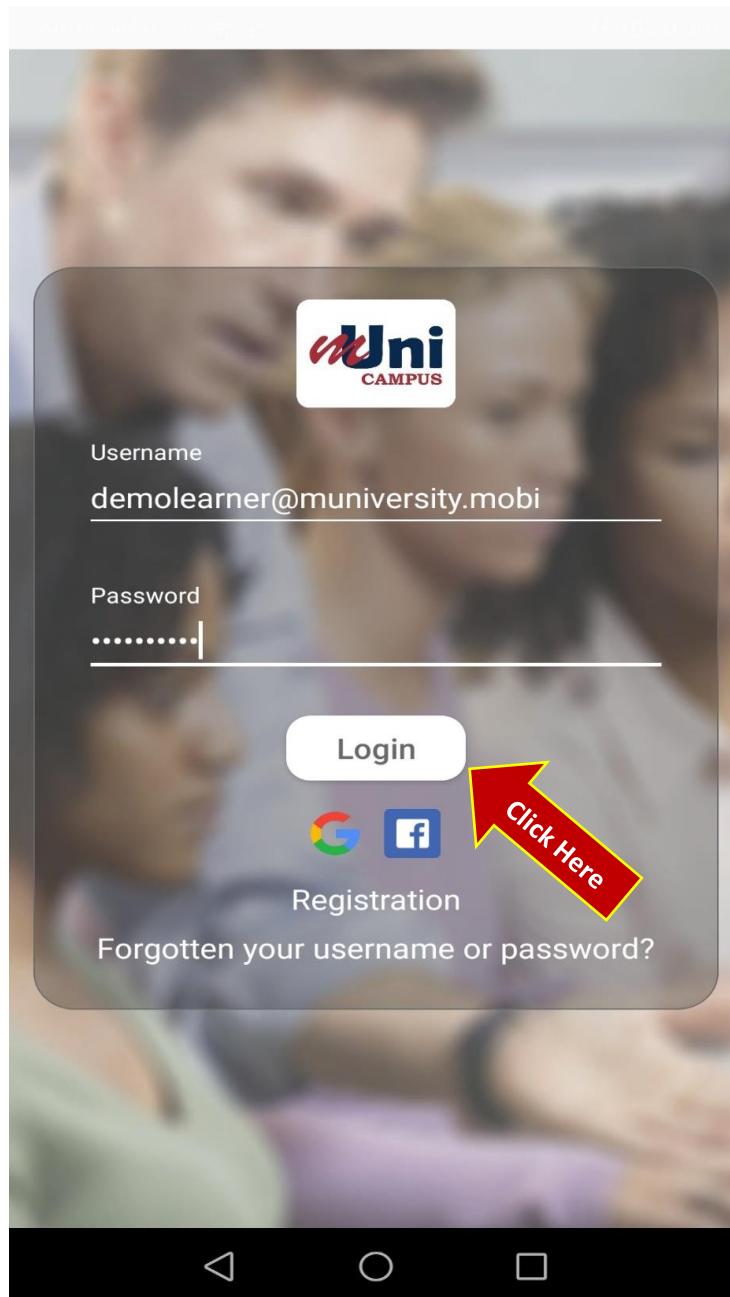 mUni
CAMPUS
Username
demolearner@muniversity.mobi
Password
••••••••••
Login
Click Here
Registration
Forgotten your username or password?